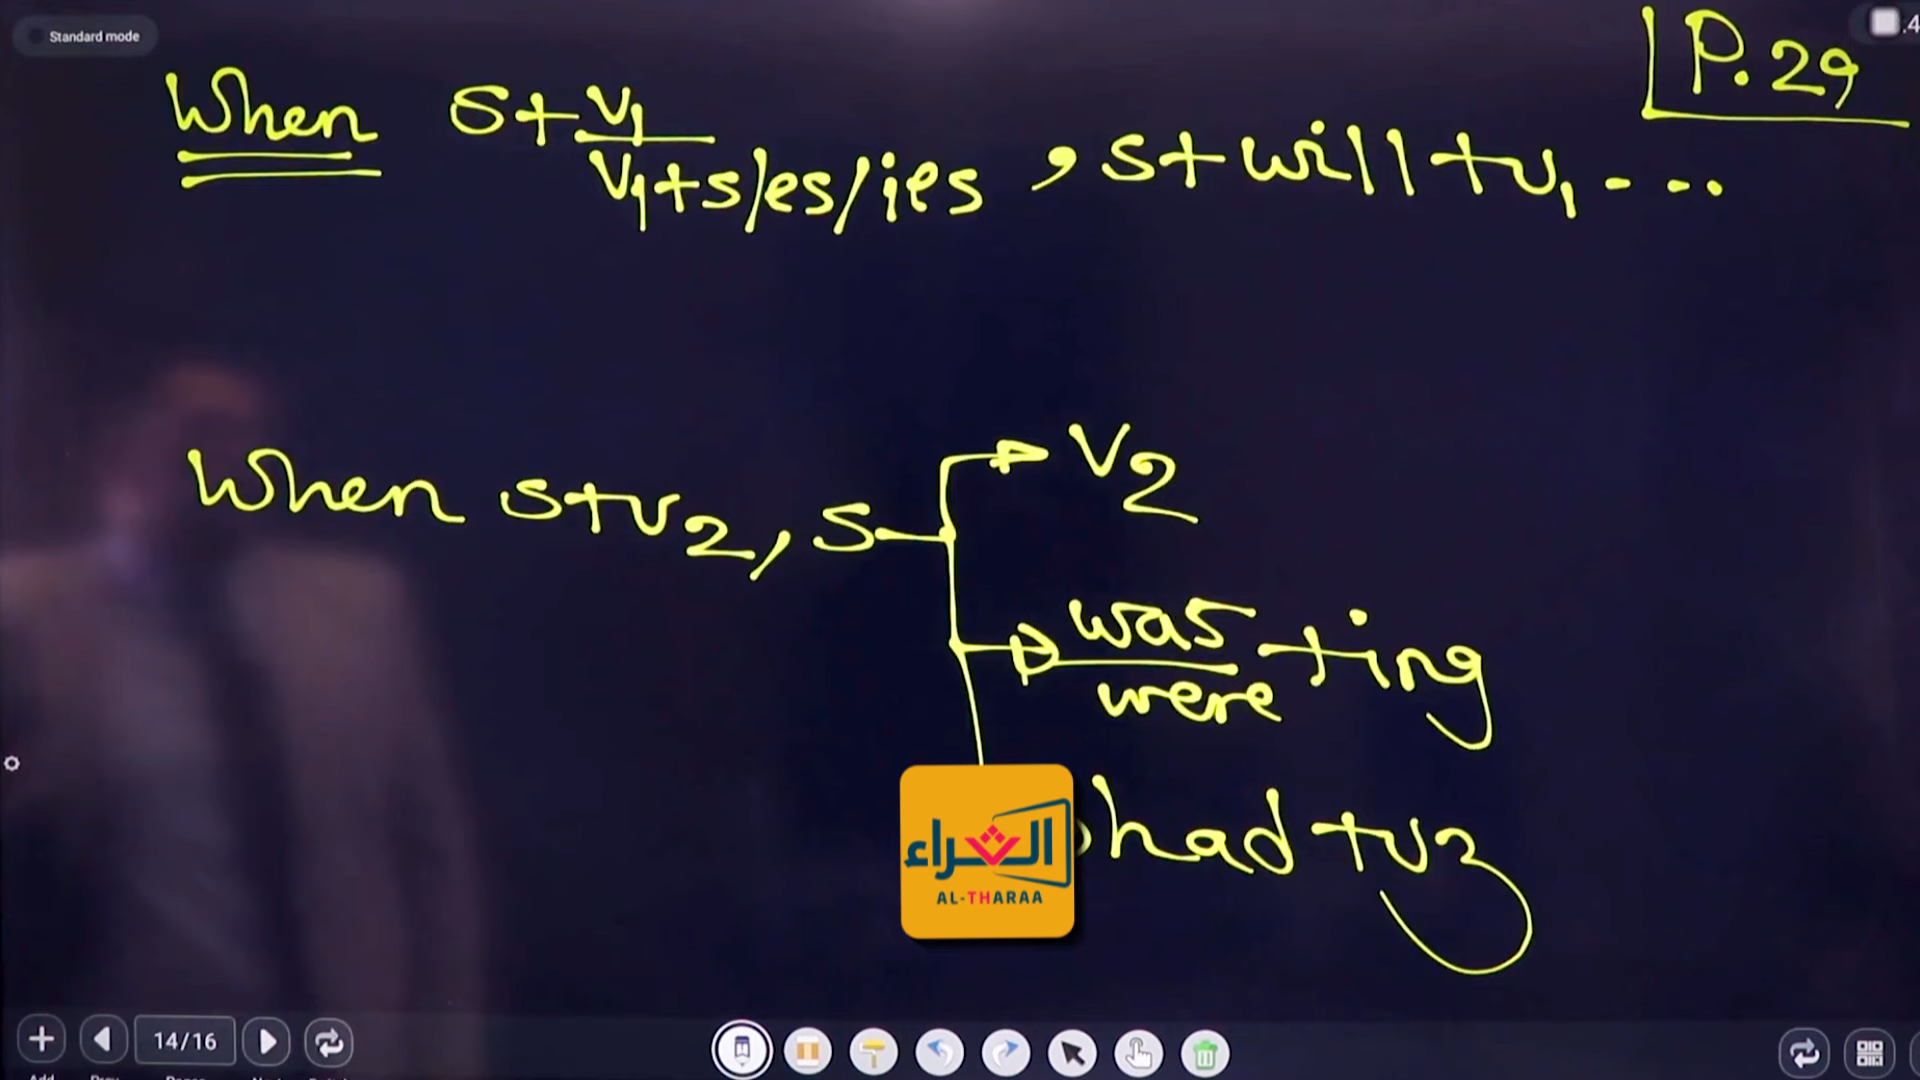 Standard mode
P.29
.4
When s+v1 , s+will+v1 - ...
v1+s/es/ies
When s+v2, s
v2
was +ing
were
had +v3
الثراء
AL-THARAA
14/16